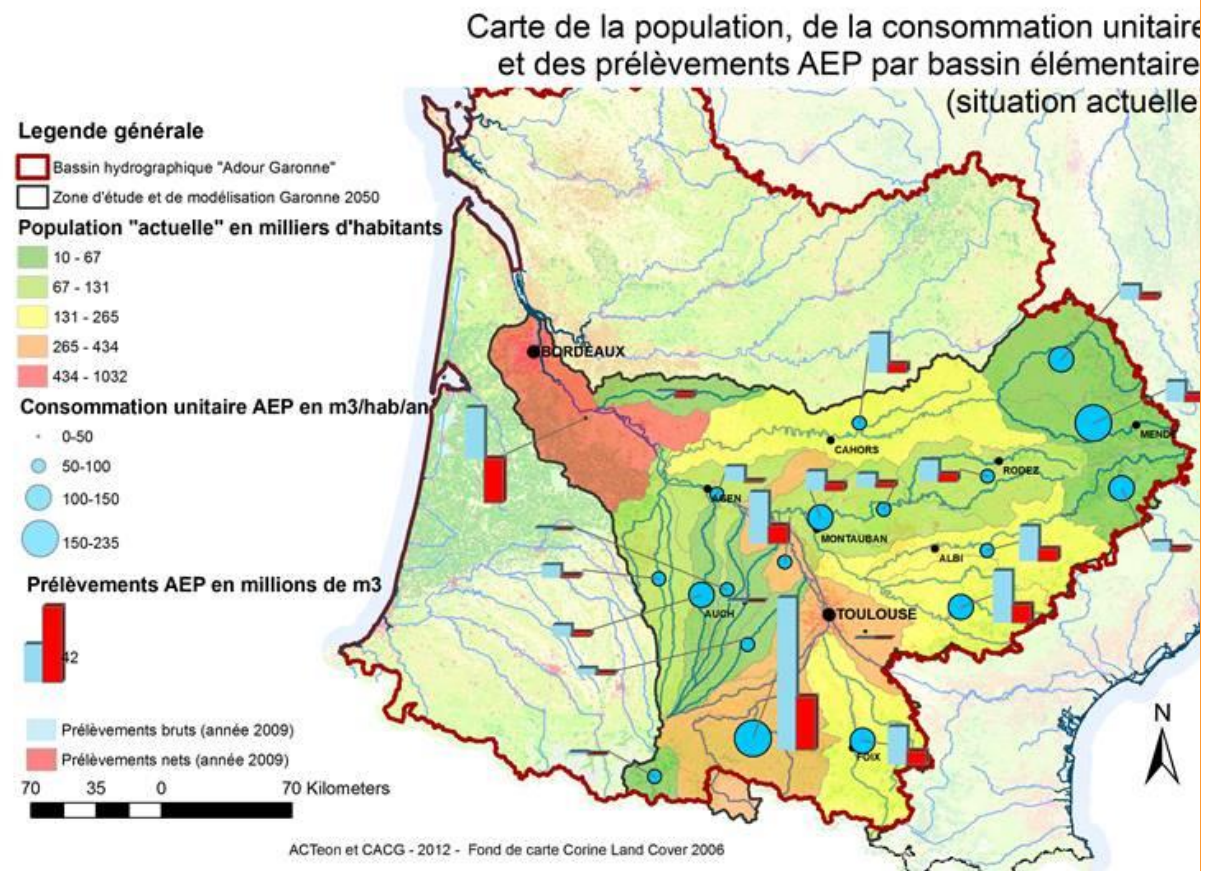 Carte de la population, de la consommation unitaire
et des prélèvements AEP par bassin élémentaire
(situation actuelle
Legende générale
Bassin hydrographique "Adour Garonne"
Zone d'étude et de modélisation Garonne 2050
Population "actuelle" en milliers d'habitants
10 - 67
67 - 131
131 - 265
265 - 434
434 - 1032
Consommation unitaire AEP en m3/hab/an
0-50
50-100
100-150
150-235
Prélèvements AEP en millions de m3
42
Prélèvements bruts (année 2009)
Prélèvements nets (année 2009)
70 35 0 70 Kilometers
BORDEAUX
CAHORS
MENDE
RODEZ
AGEN
MONTAUBAN
ALBI
AUCH
TOULOUSE
FOIX
N
ACTeon et CACG - 2012 - Fond de carte Corine Land Cover 2006